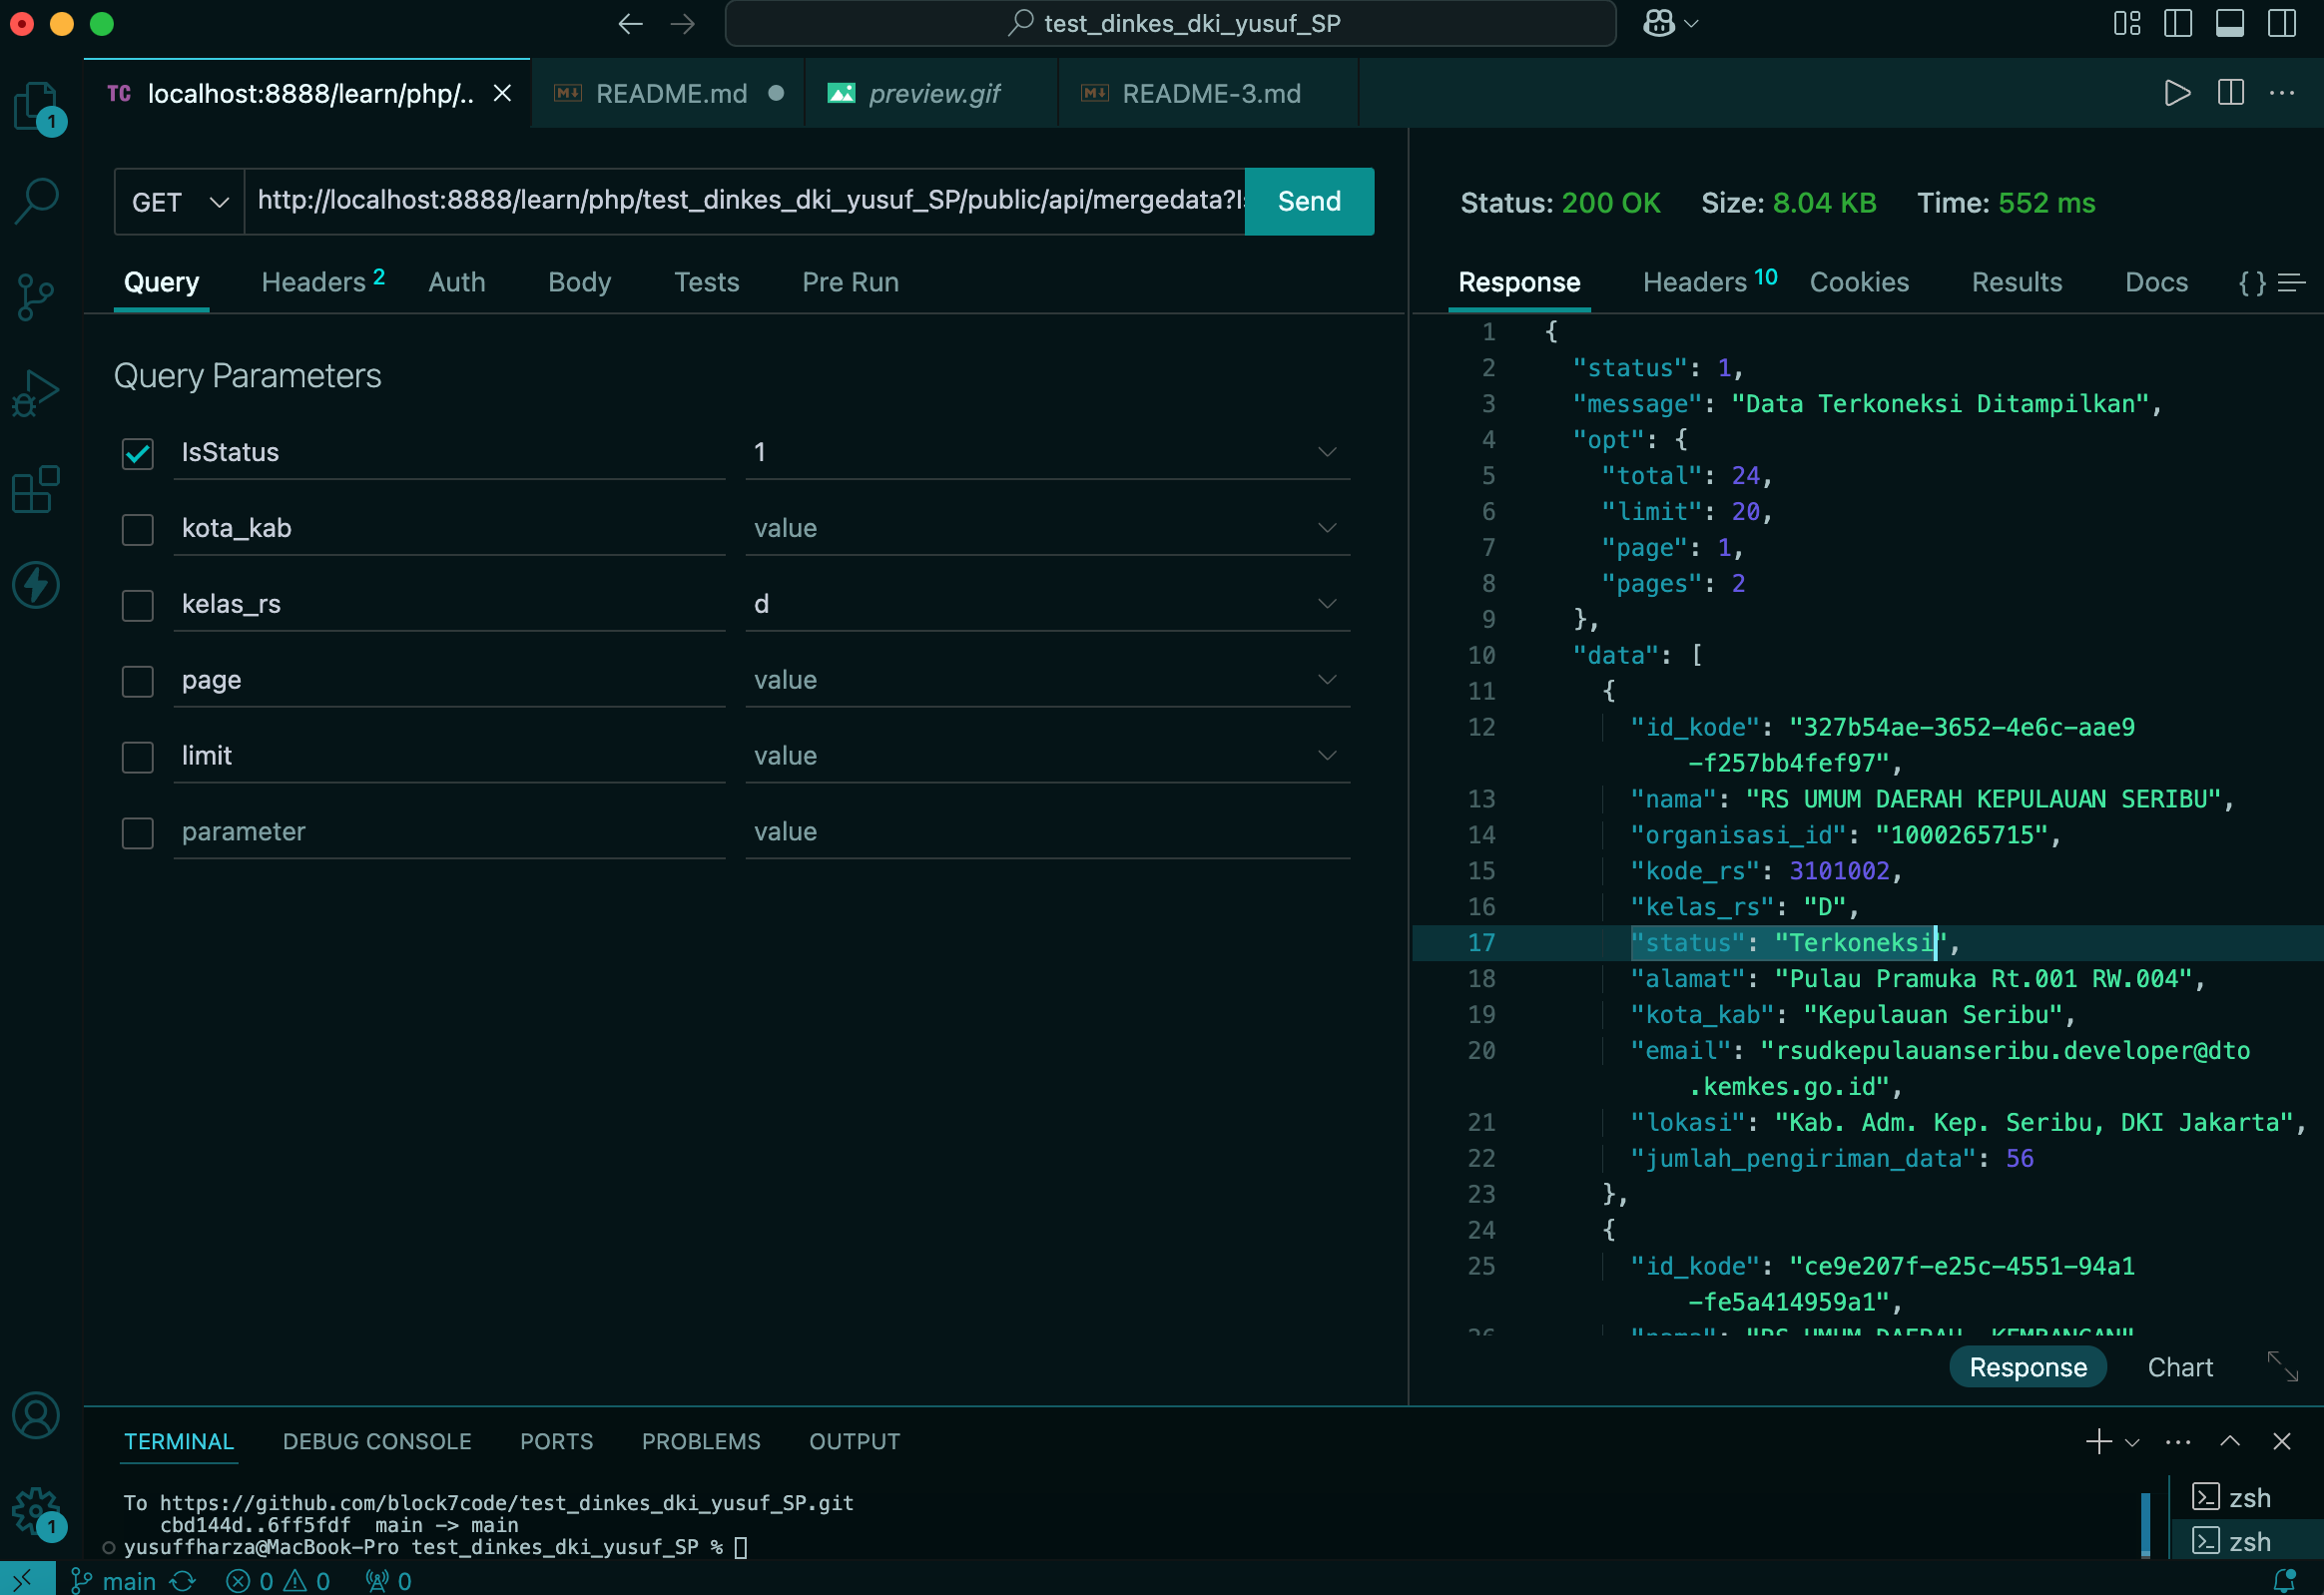 test_dinkes_dki_yusuf_SP
1
TC localhost:8888/learn/php/..
README.md
preview.gif
README-3.md
GET
http://localhost:8888/learn/php/test_dinkes_dki_yusuf_SP/public/api/mergedata?
Send
Query
Headers 2
Auth
Body
Tests
Pre Run
Query Parameters
IsStatus 1
kota_kab value
kelas_rs d
page value
limit value
parameter value
Status: 200 OK Size: 8.04 KB Time: 552 ms
Response
Headers 10
Cookies
Results
Docs
{}
1 {
2 "status": 1,
3 "message": "Data Terkoneksi Ditampilkan",
4 "opt": {
5 "total": 24,
6 "limit": 20,
7 "page": 1,
8 "pages": 2
9 },
10 "data": [
11 {
12 "id_kode": "327b54ae-3652-4e6c-aae9
-f257bb4fef97",
13 "nama": "RS UMUM DAERAH KEPULAUAN SERIBU",
14 "organisasi_id": "1000265715",
15 "kode_rs": 3101002,
16 "kelas_rs": "D",
17 "status": "Terkoneksi",
18 "alamat": "Pulau Pramuka Rt.001 RW.004",
19 "kota_kab": "Kepulauan Seribu",
20 "email": "rsudkepulauanseribu.developer@dto
.kemkes.go.id",
21 "lokasi": "Kab. Adm. Kep. Seribu, DKI Jakarta",
22 "jumlah_pengiriman_data": 56
23 },
24 {
25 "id_kode": "ce9e207f-e25c-4551-94a1
-fe5a414959a1",
26 "nama": "RS UMUM DAERAH KEMBANGAN"
Response
Chart
TERMINAL
DEBUG CONSOLE
PORTS
PROBLEMS
OUTPUT
To https://github.com/block7code/test_dinkes_dki_yusuf_SP.git
cbd144d..6ff5fdf main -> main
yusuffharza@MacBook-Pro test_dinkes_dki_yusuf_SP %
zsh
zsh
1
main 0 0 0